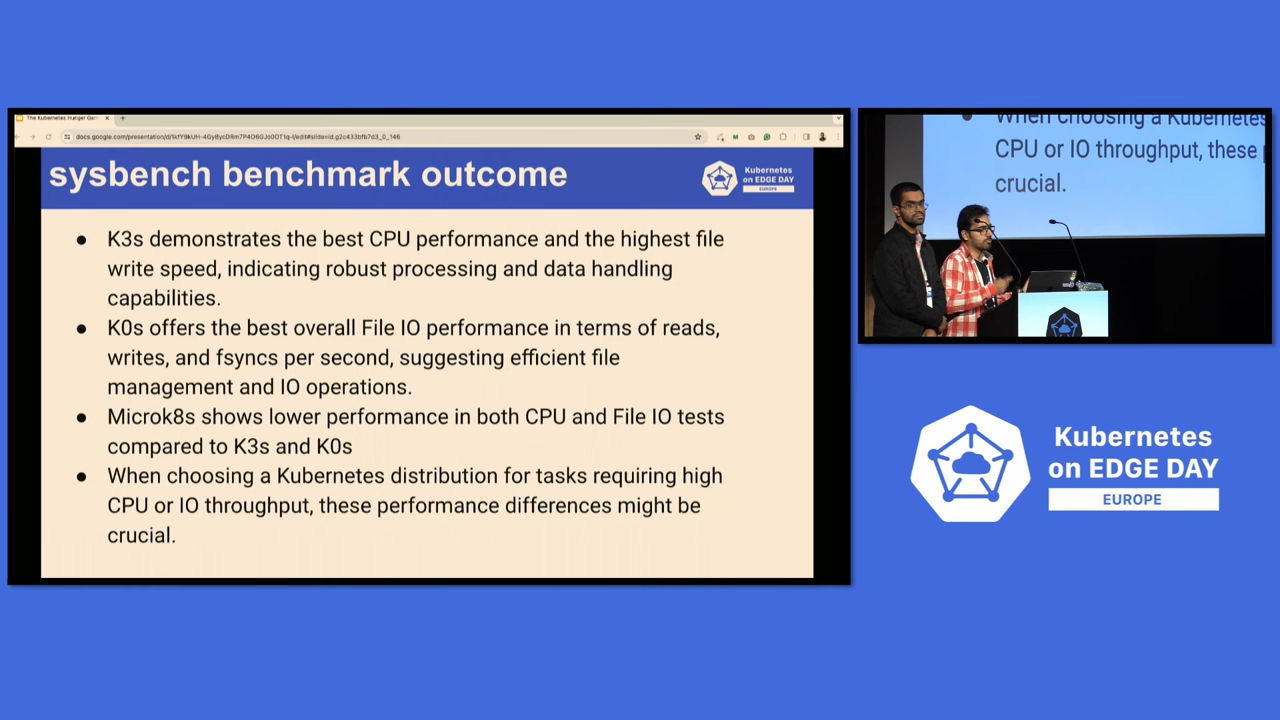 The Kubernetes Hunger Gam
sysbench benchmark outcome
Kubernetes
on EDGE DAY
EUROPE
● K3s demonstrates the best CPU performance and the highest file
write speed, indicating robust processing and data handling
capabilities.
● K0s offers the best overall File IO performance in terms of reads,
writes, and fsyncs per second, suggesting efficient file
management and IO operations.
● Microk8s shows lower performance in both CPU and File IO tests
compared to K3s and K0s
● When choosing a Kubernetes distribution for tasks requiring high
CPU or IO throughput, these performance differences might be
crucial.
When choosing a Kubernetes
CPU or IO throughput, these
crucial.
Kubernetes
on EDGE DAY
EUROPE